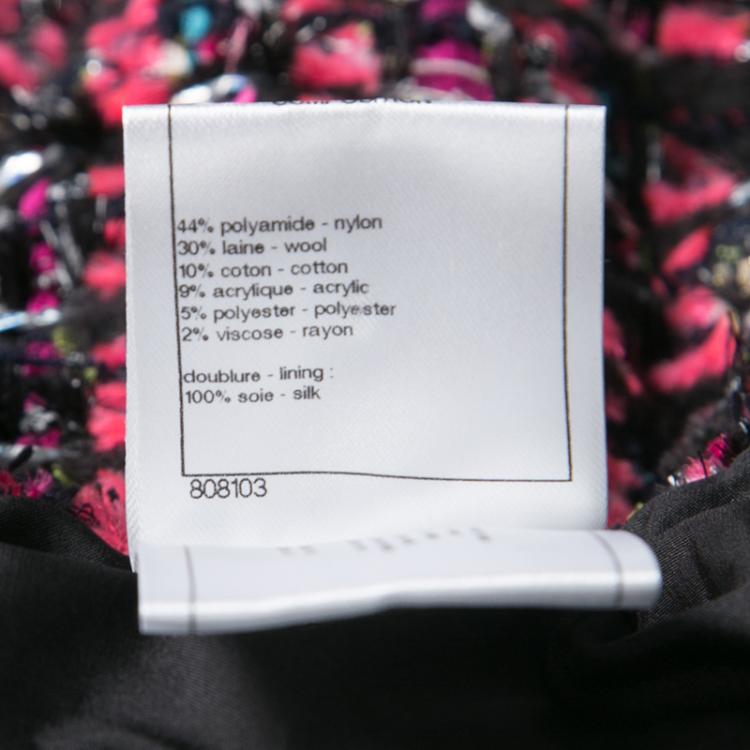 44% polyamide - nylon
30% laine - wool
10% coton - cotton
9% acrylique - acrylic
5% polyester - polyester
2% viscose - rayon
doublure - lining :
100% soie - silk
808103